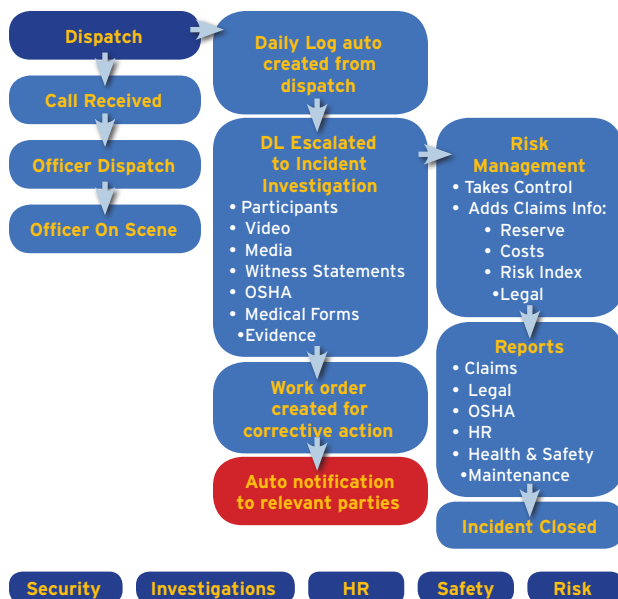 Dispatch
Call Received
Officer Dispatch
Officer On Scene
Daily Log auto
created from
dispatch
DL Escalated
to Incident
Investigation
• Participants
• Video
• Media
• Witness Statements
• OSHA
• Medical Forms
•Evidence
Work order
created for
corrective action
Auto notification
to relevant parties
Risk
Management
• Takes Control
• Adds Claims Info:
• Reserve
• Costs
• Risk Index
•Legal
Reports
• Claims
• Legal
• OSHA
• HR
• Health & Safety
•Maintenance
Incident Closed
Security Investigations HR Safety Risk